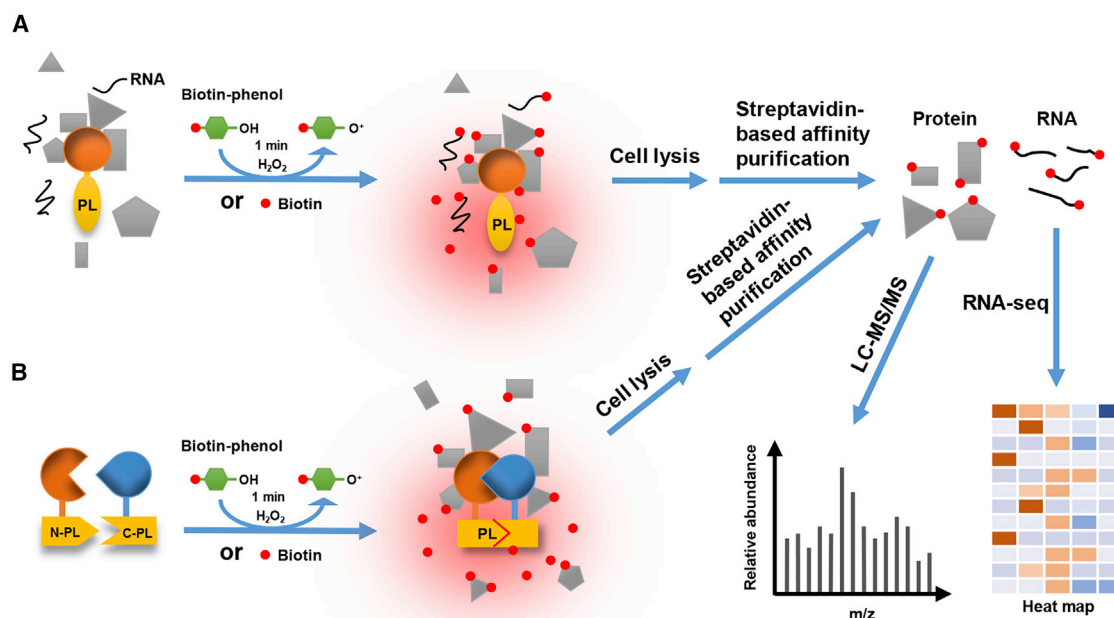 A
RNA
Biotin-phenol
OH
O⁺
1 min
H₂O₂
or Biotin
PL
PL
Cell lysis
Streptavidin-
based affinity
purification
Protein
RNA
Streptavidin-
based affinity
purification
Cell lysis
LC-MS/MS
RNA-seq
B
Biotin-phenol
OH
O⁺
1 min
H₂O₂
or Biotin
N-PL
C-PL
PL
Relative abundance
m/z
Heat map